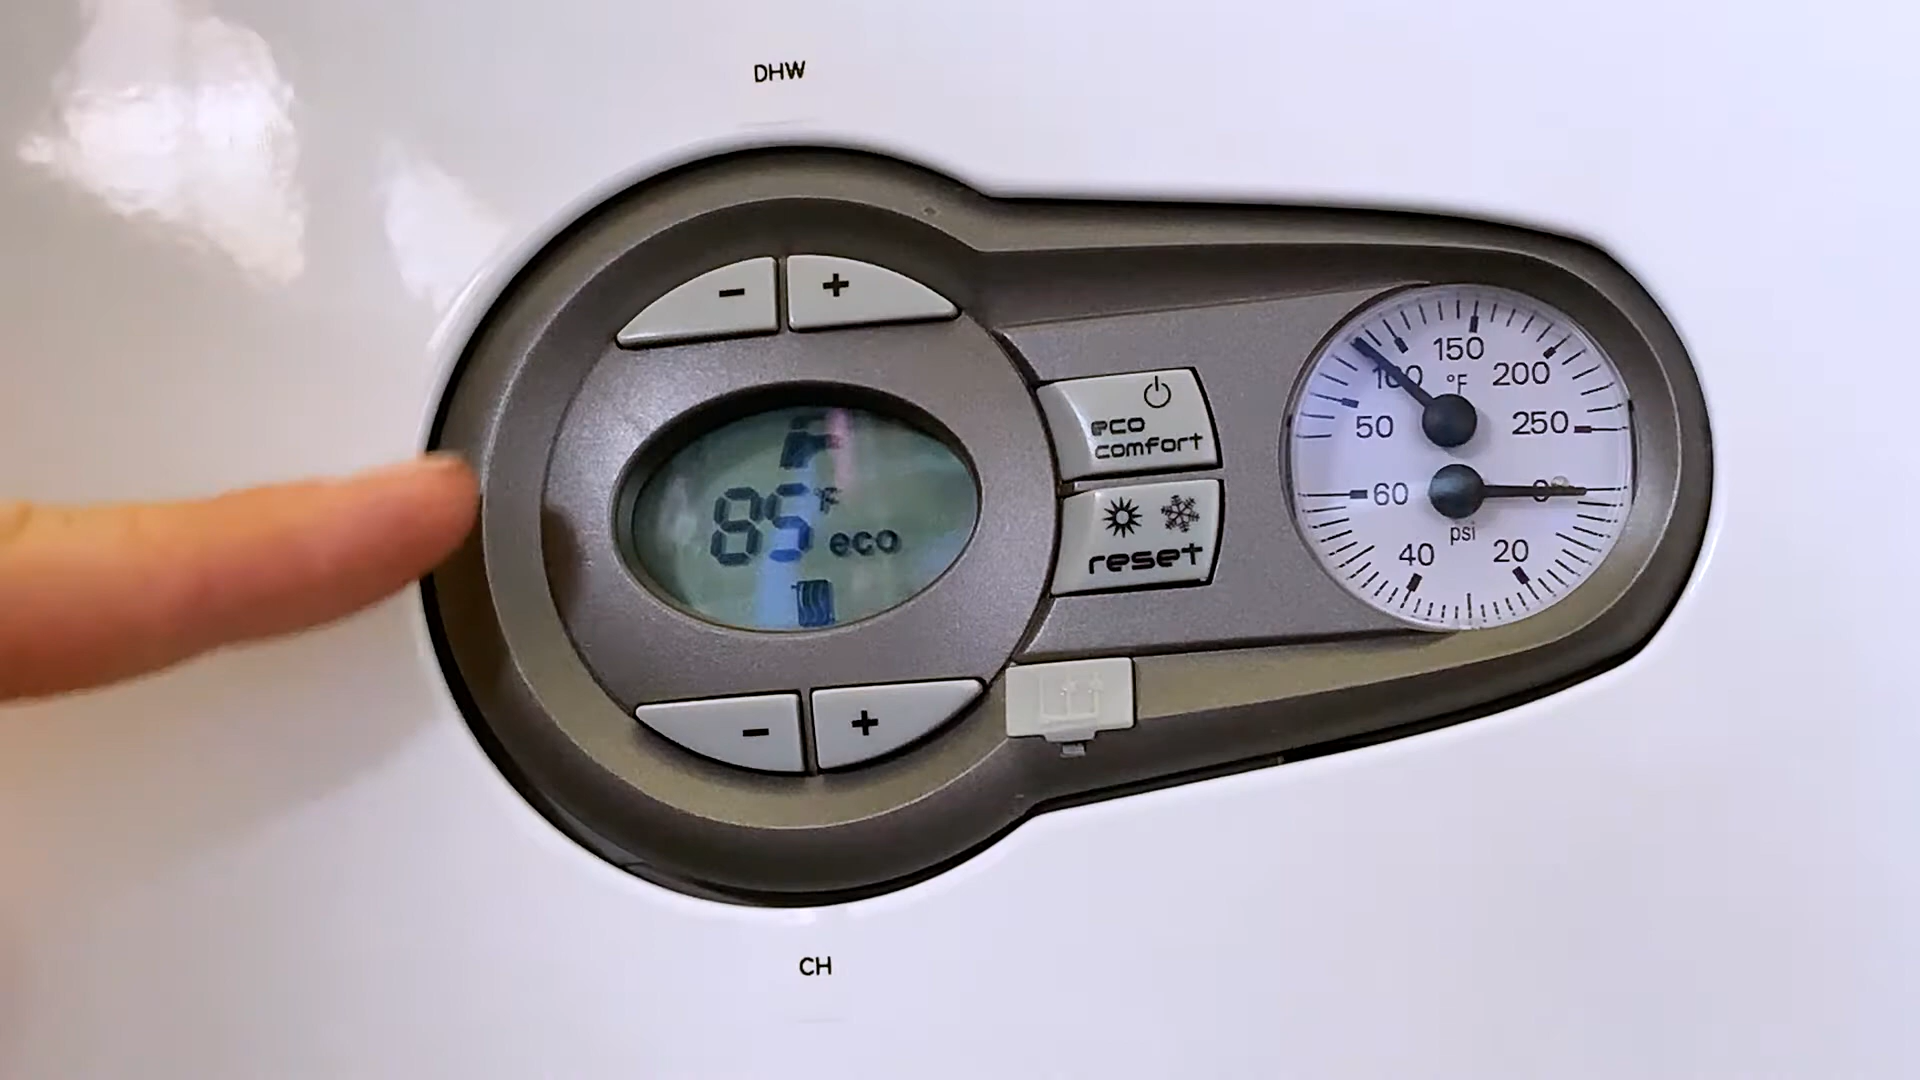 DHW
- +
eco
comfort
85°F
eco
reset
- +
CH
50 100 150 200 250
°F
60 40 20 0
psi